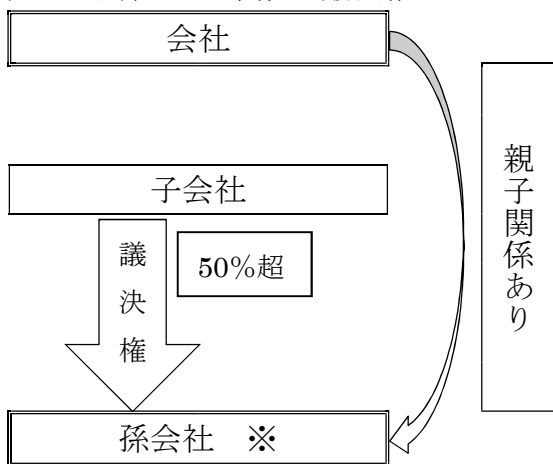 会社
子会社
議決権
50%超
孫会社 ※
親子関係あり